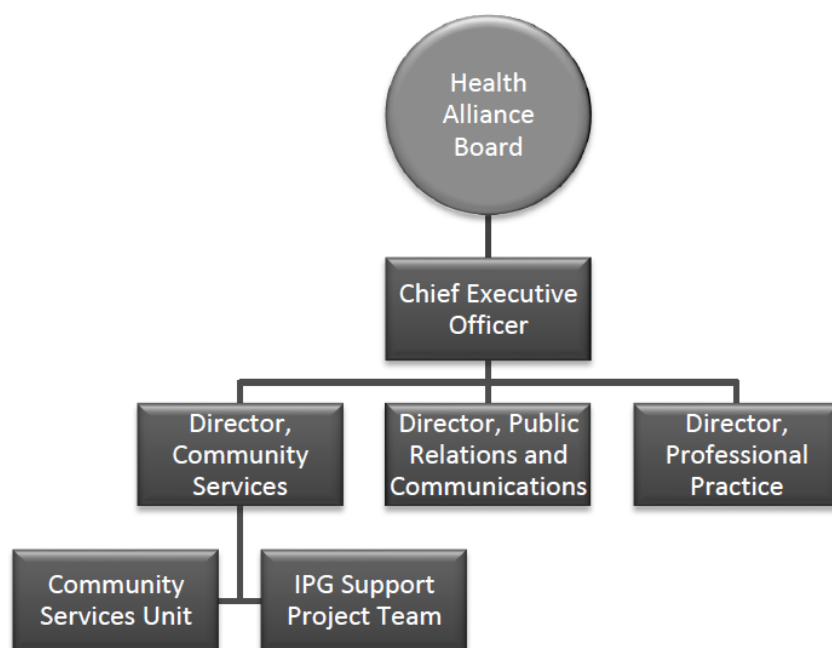 Health
Alliance
Board
Chief Executive
Officer
Director,
Community
Services
Director, Public
Relations and
Communications
Director,
Professional
Practice
Community
Services Unit
IPG Support
Project Team